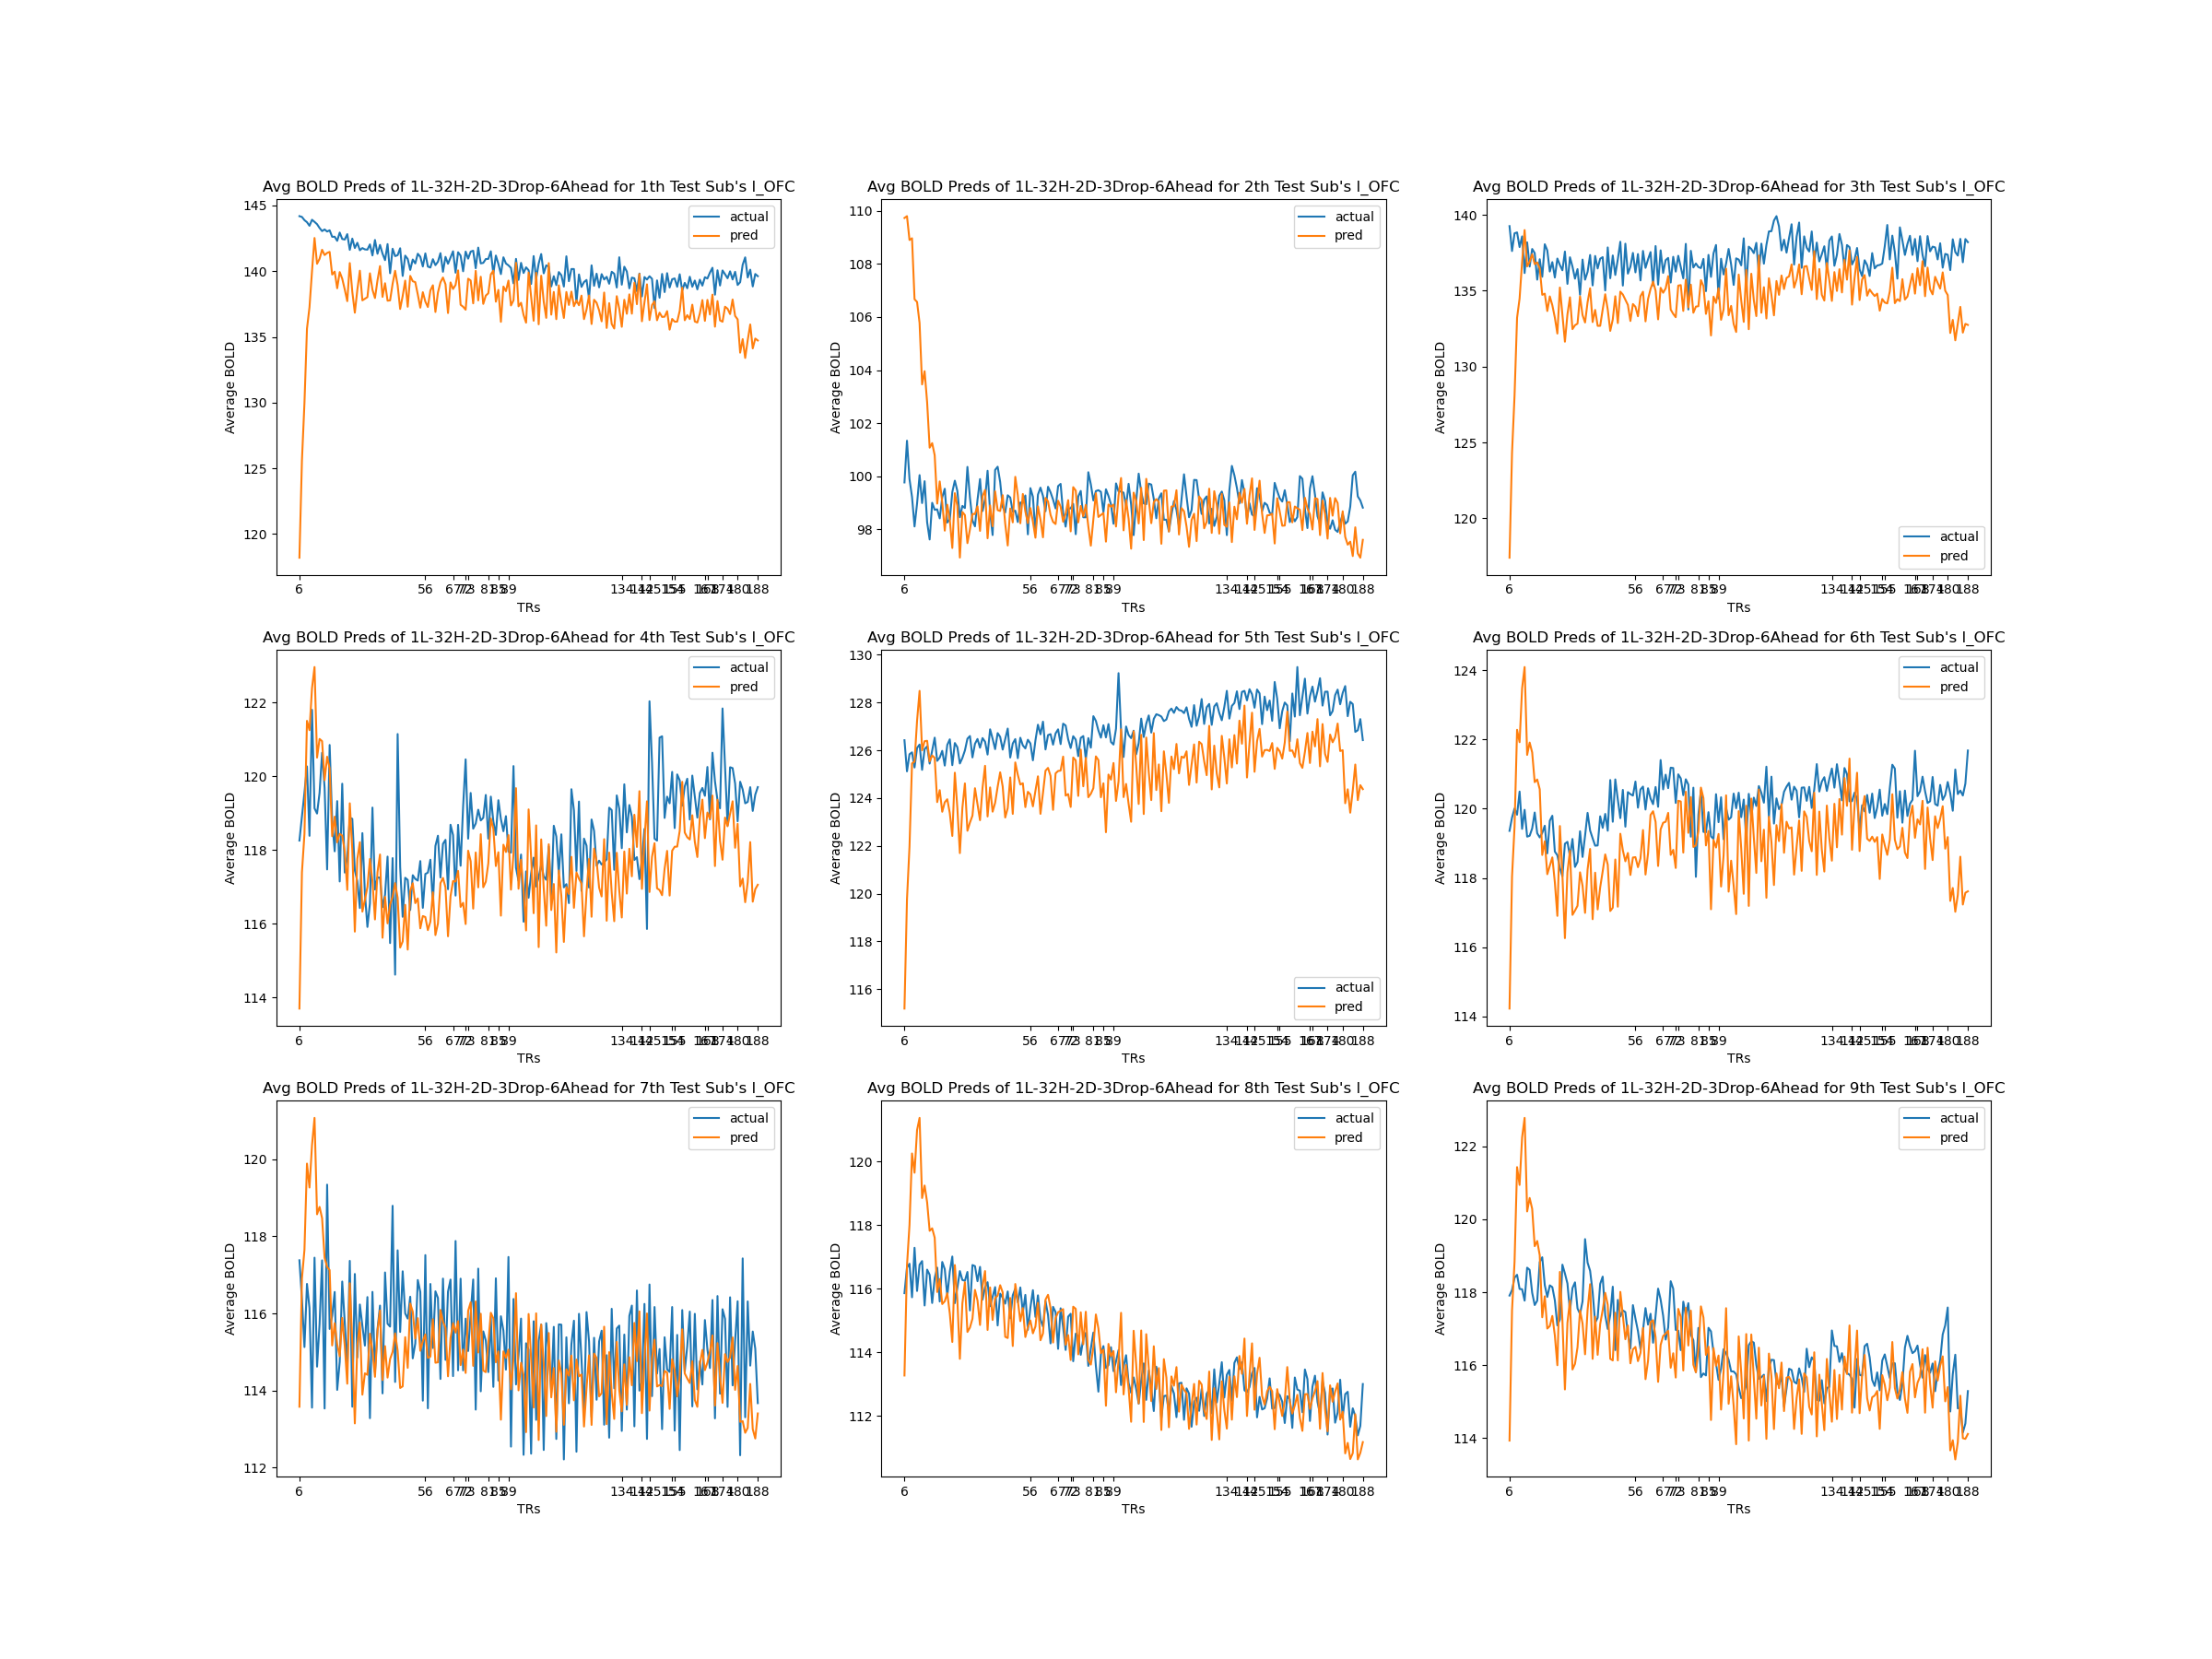 Avg BOLD Preds of 1L-32H-2D-3Drop-6Ahead for 1th Test Sub's l_OFC
145
140
135
130
125
120
Average BOLD
actual
pred
6 56 89 188
TRs
Avg BOLD Preds of 1L-32H-2D-3Drop-6Ahead for 2th Test Sub's l_OFC
110
108
106
104
102
100
98
Average BOLD
actual
pred
6 56 89 188
TRs
Avg BOLD Preds of 1L-32H-2D-3Drop-6Ahead for 3th Test Sub's l_OFC
140
135
130
125
120
Average BOLD
actual
pred
6 56 89 188
TRs
Avg BOLD Preds of 1L-32H-2D-3Drop-6Ahead for 4th Test Sub's l_OFC
122
120
118
116
114
Average BOLD
actual
pred
6 56 89 188
TRs
Avg BOLD Preds of 1L-32H-2D-3Drop-6Ahead for 5th Test Sub's l_OFC
130
128
126
124
122
120
118
116
Average BOLD
actual
pred
6 56 89 188
TRs
Avg BOLD Preds of 1L-32H-2D-3Drop-6Ahead for 6th Test Sub's l_OFC
124
122
120
118
116
114
Average BOLD
actual
pred
6 56 89 188
TRs
Avg BOLD Preds of 1L-32H-2D-3Drop-6Ahead for 7th Test Sub's l_OFC
120
118
116
114
112
Average BOLD
actual
pred
6 56 89 188
TRs
Avg BOLD Preds of 1L-32H-2D-3Drop-6Ahead for 8th Test Sub's l_OFC
120
118
116
114
112
Average BOLD
actual
pred
6 56 89 188
TRs
Avg BOLD Preds of 1L-32H-2D-3Drop-6Ahead for 9th Test Sub's l_OFC
122
120
118
116
114
Average BOLD
actual
pred
6 56 89 188
TRs